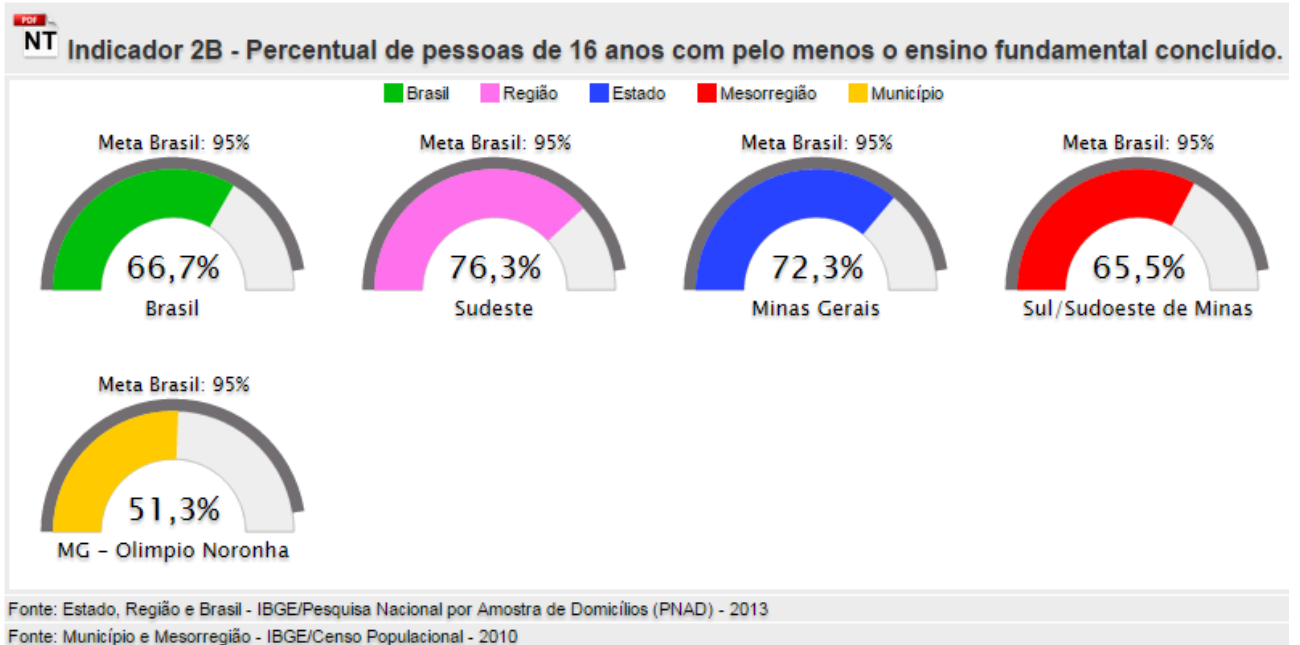 PDF
NT Indicador 2B - Percentual de pessoas de 16 anos com pelo menos o ensino fundamental concluído.
Brasil Região Estado Mesorregião Município
Meta Brasil: 95% Meta Brasil: 95% Meta Brasil: 95% Meta Brasil: 95%
66,7% 76,3% 72,3% 65,5%
Brasil Sudeste Minas Gerais Sul/Sudoeste de Minas
Meta Brasil: 95%
51,3%
MG - Olimpio Noronha
Fonte: Estado, Região e Brasil - IBGE/Pesquisa Nacional por Amostra de Domicílios (PNAD) - 2013
Fonte: Município e Mesorregião - IBGE/Censo Populacional - 2010